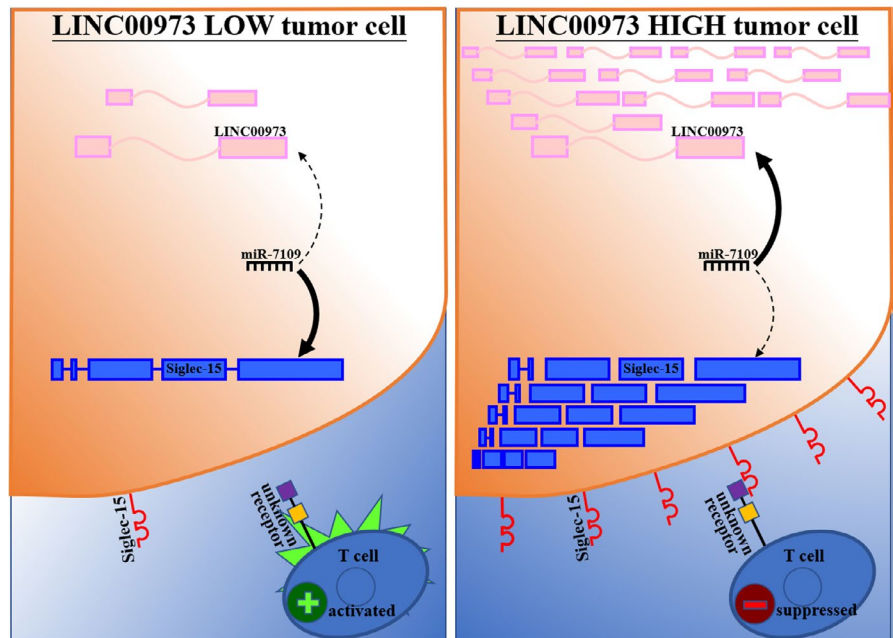 LINC00973 LOW tumor cell
LINC00973
miR-7109
Siglec-15
Siglec-15
unknown
receptor
T cell
activated
LINC00973 HIGH tumor cell
LINC00973
miR-7109
Siglec-15
Siglec-15
unknown
receptor
T cell
suppressed